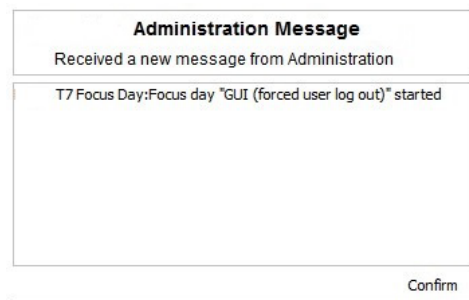 Administration Message
Received a new message from Administration
T7 Focus Day:Focus day "GUI (forced user log out)" started
Confirm